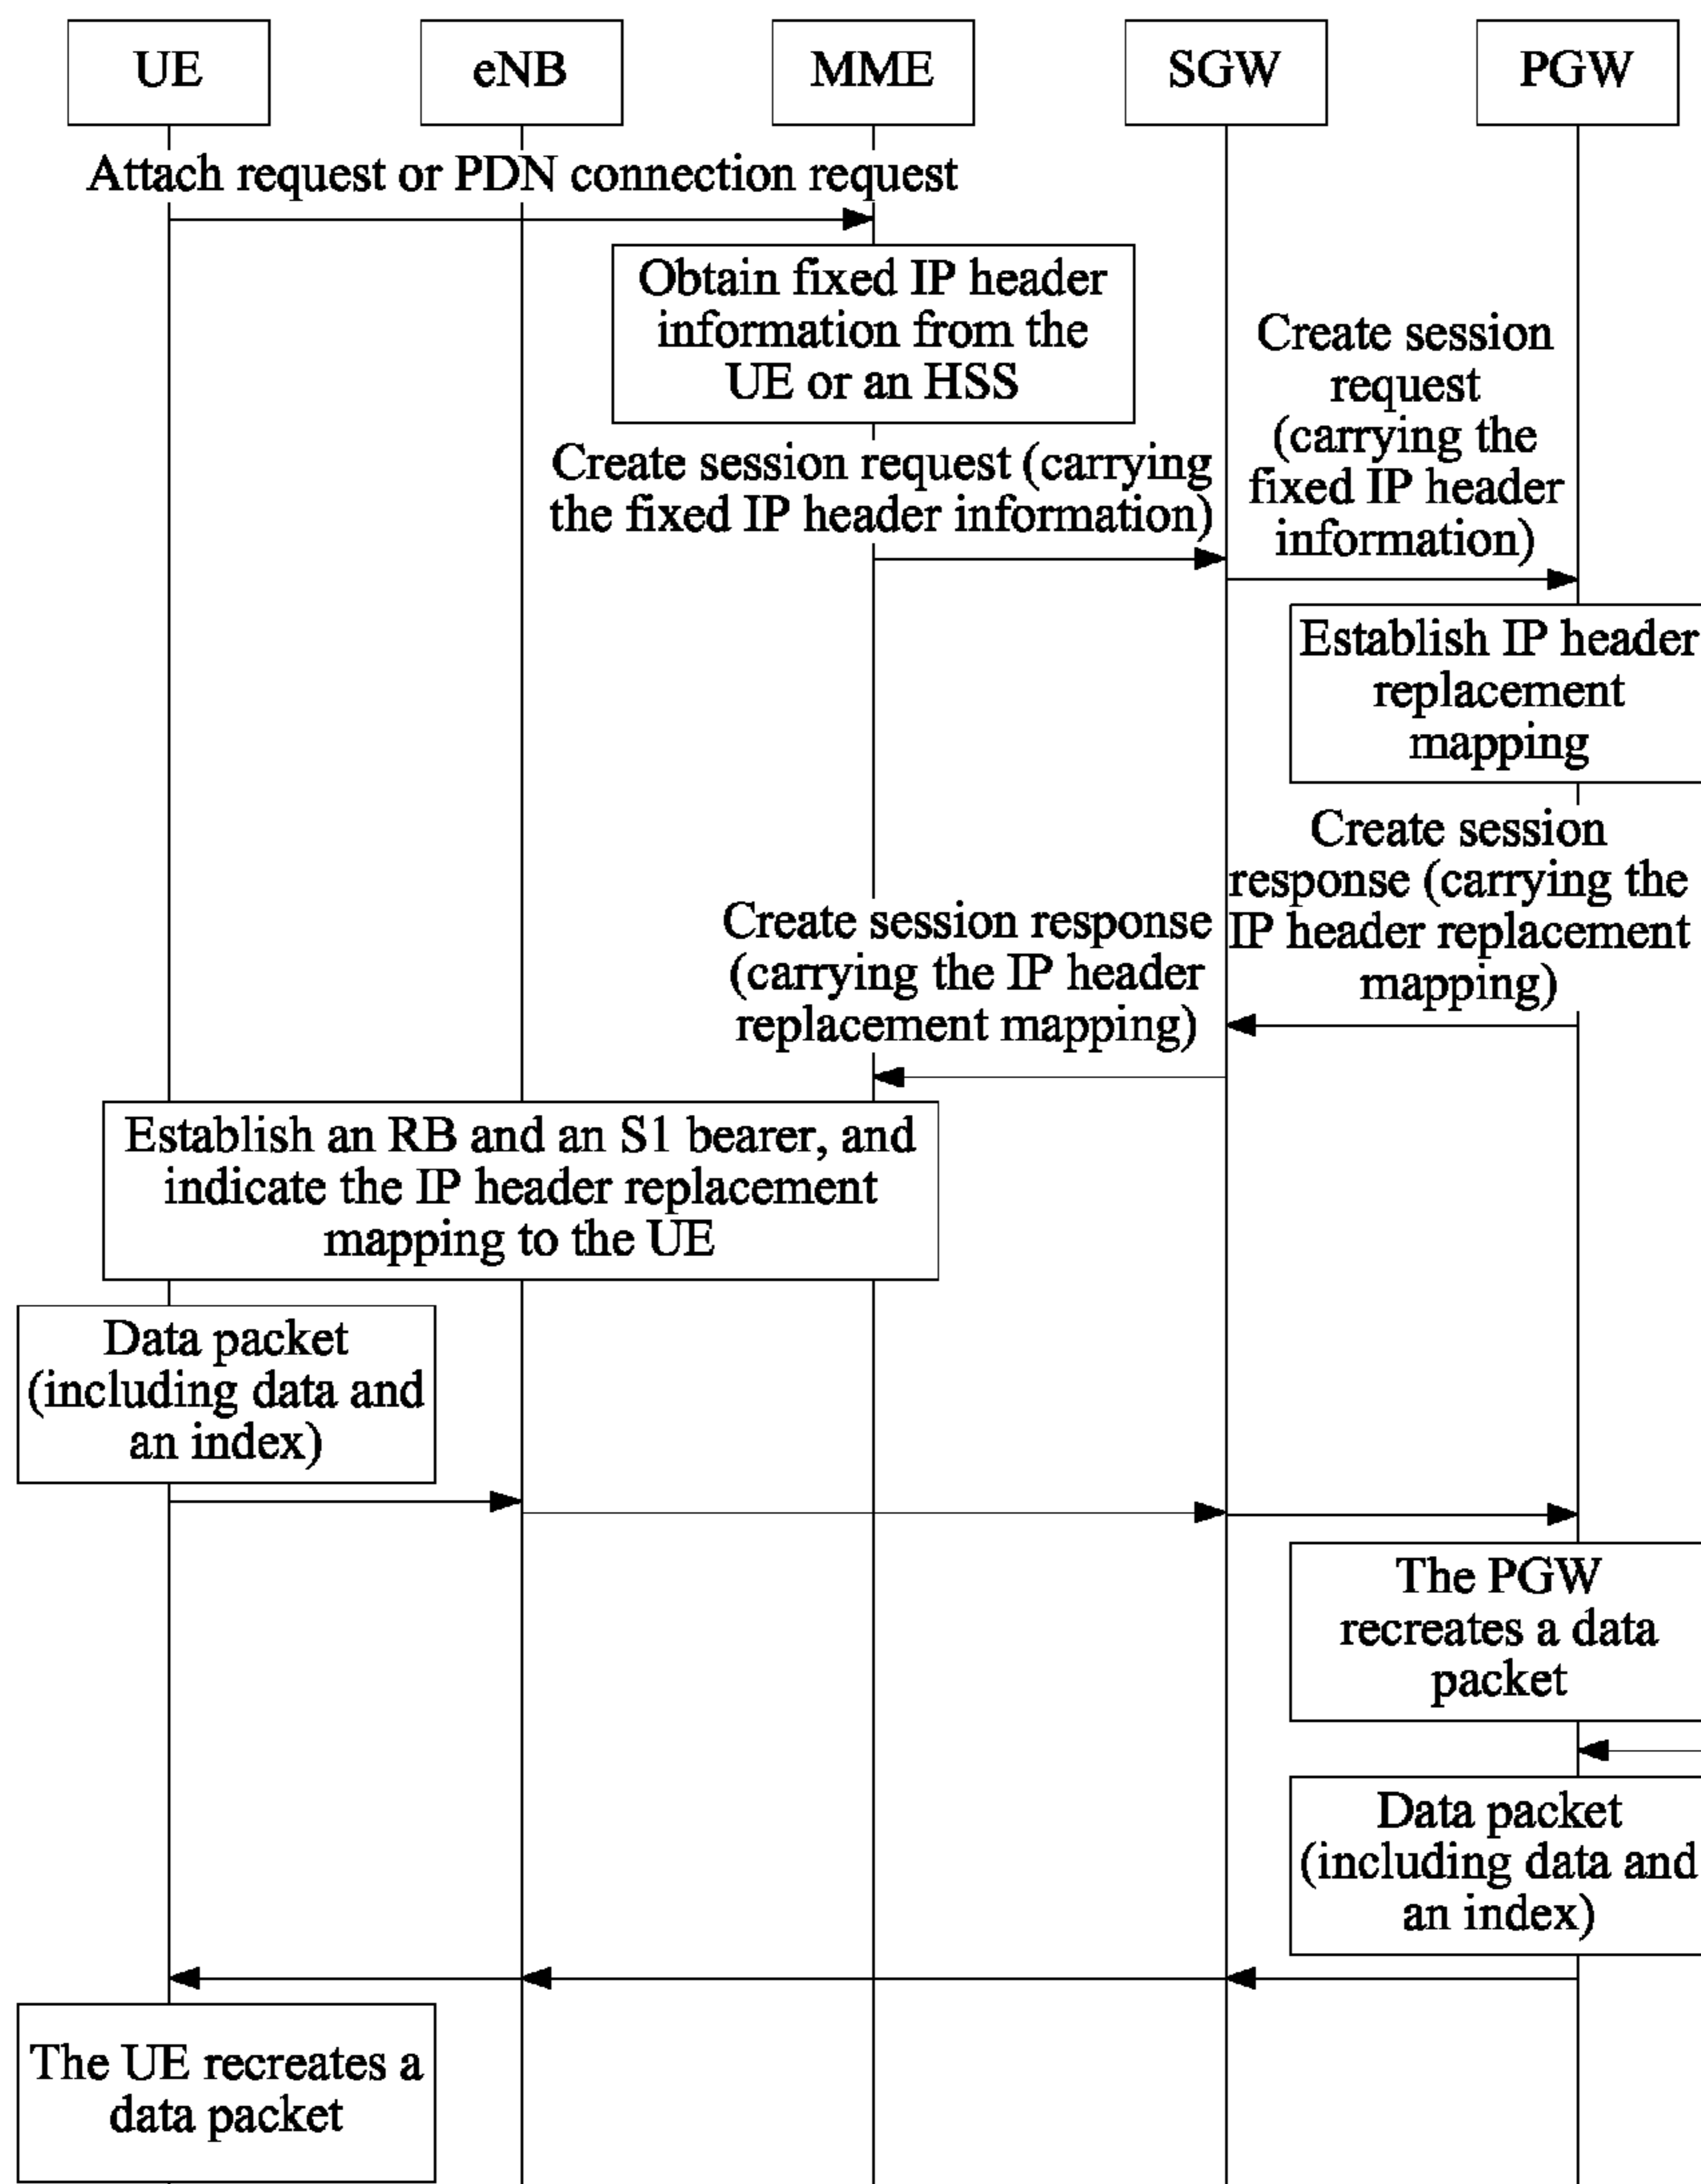 UE
eNB
MME
SGW
PGW
Attach request or PDN connection request
Obtain fixed IP header
information from the
UE or an HSS
Create session request (carrying
the fixed IP header information)
Create session
request
(carrying the
fixed IP header
information)
Establish IP header
replacement
mapping
Create session
response (carrying the
IP header replacement
mapping)
Create session response
(carrying the IP header
replacement mapping)
Establish an RB and an S1 bearer, and
indicate the IP header replacement
mapping to the UE
Data packet
(including data and
an index)
The PGW
recreates a data
packet
Data packet
(including data and
an index)
The UE recreates a
data packet